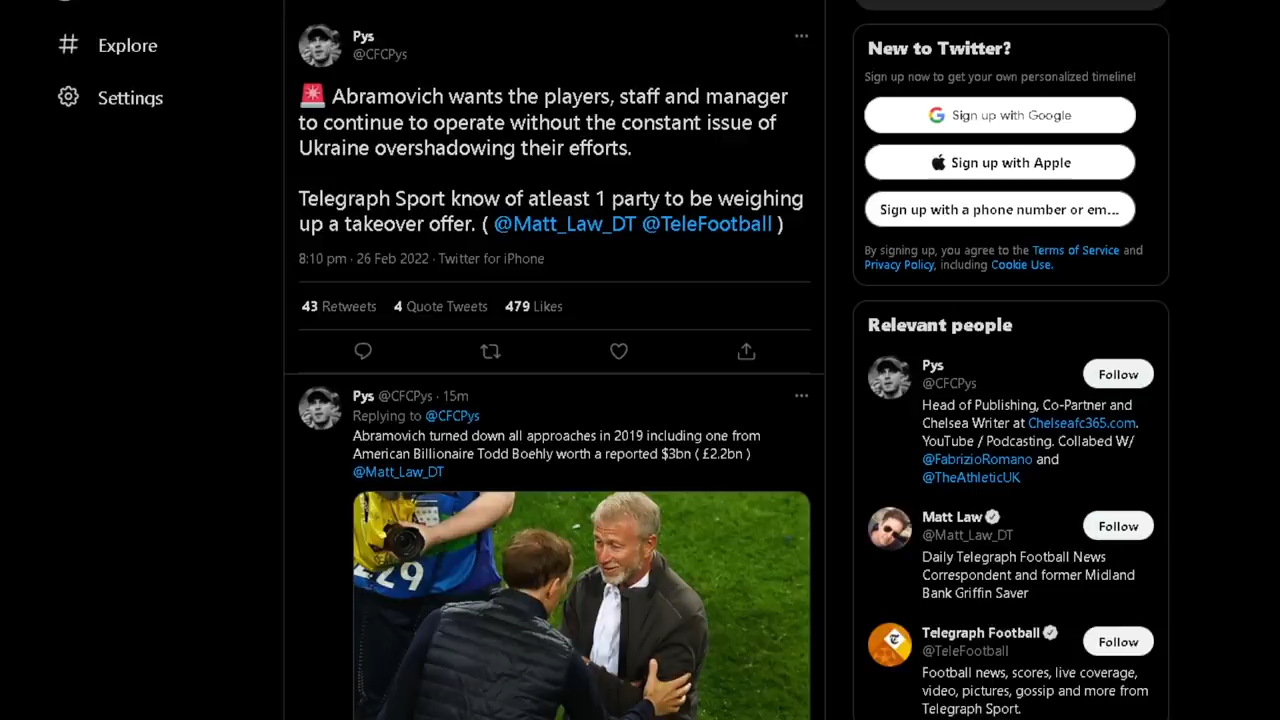 Explore
Settings
Pys
@CFCPys
Abramovich wants the players, staff and manager
to continue to operate without the constant issue of
Ukraine overshadowing their efforts.
Telegraph Sport know of atleast 1 party to be weighing
up a takeover offer. ( @Matt_Law_DT @TeleFootball )
8:10 pm · 26 Feb 2022 · Twitter for iPhone
43 Retweets 4 Quote Tweets 479 Likes
Pys @CFCPys · 15m
Replying to @CFCPys
Abramovich turned down all approaches in 2019 including one from
American Billionaire Todd Boehly worth a reported $3bn ( £2.2bn )
@Matt_Law_DT
29
New to Twitter?
Sign up now to get your own personalized timeline!
Sign up with Google
Sign up with Apple
Sign up with a phone number or em...
By signing up, you agree to the Terms of Service and
Privacy Policy, including Cookie Use.
Relevant people
Pys
@CFCPys
Follow
Head of Publishing, Co-Partner and
Chelsea Writer at Chelseafc365.com.
YouTube / Podcasting. Collabed W/
@FabrizioRomano and
@TheAthleticUK
Matt Law
@Matt_Law_DT
Follow
Daily Telegraph Football News
Correspondent and former Midland
Bank Griffin Saver
Telegraph Football
@TeleFootball
Follow
Football news, scores, live coverage,
video, pictures, gossip and more from
Telegraph Sport.